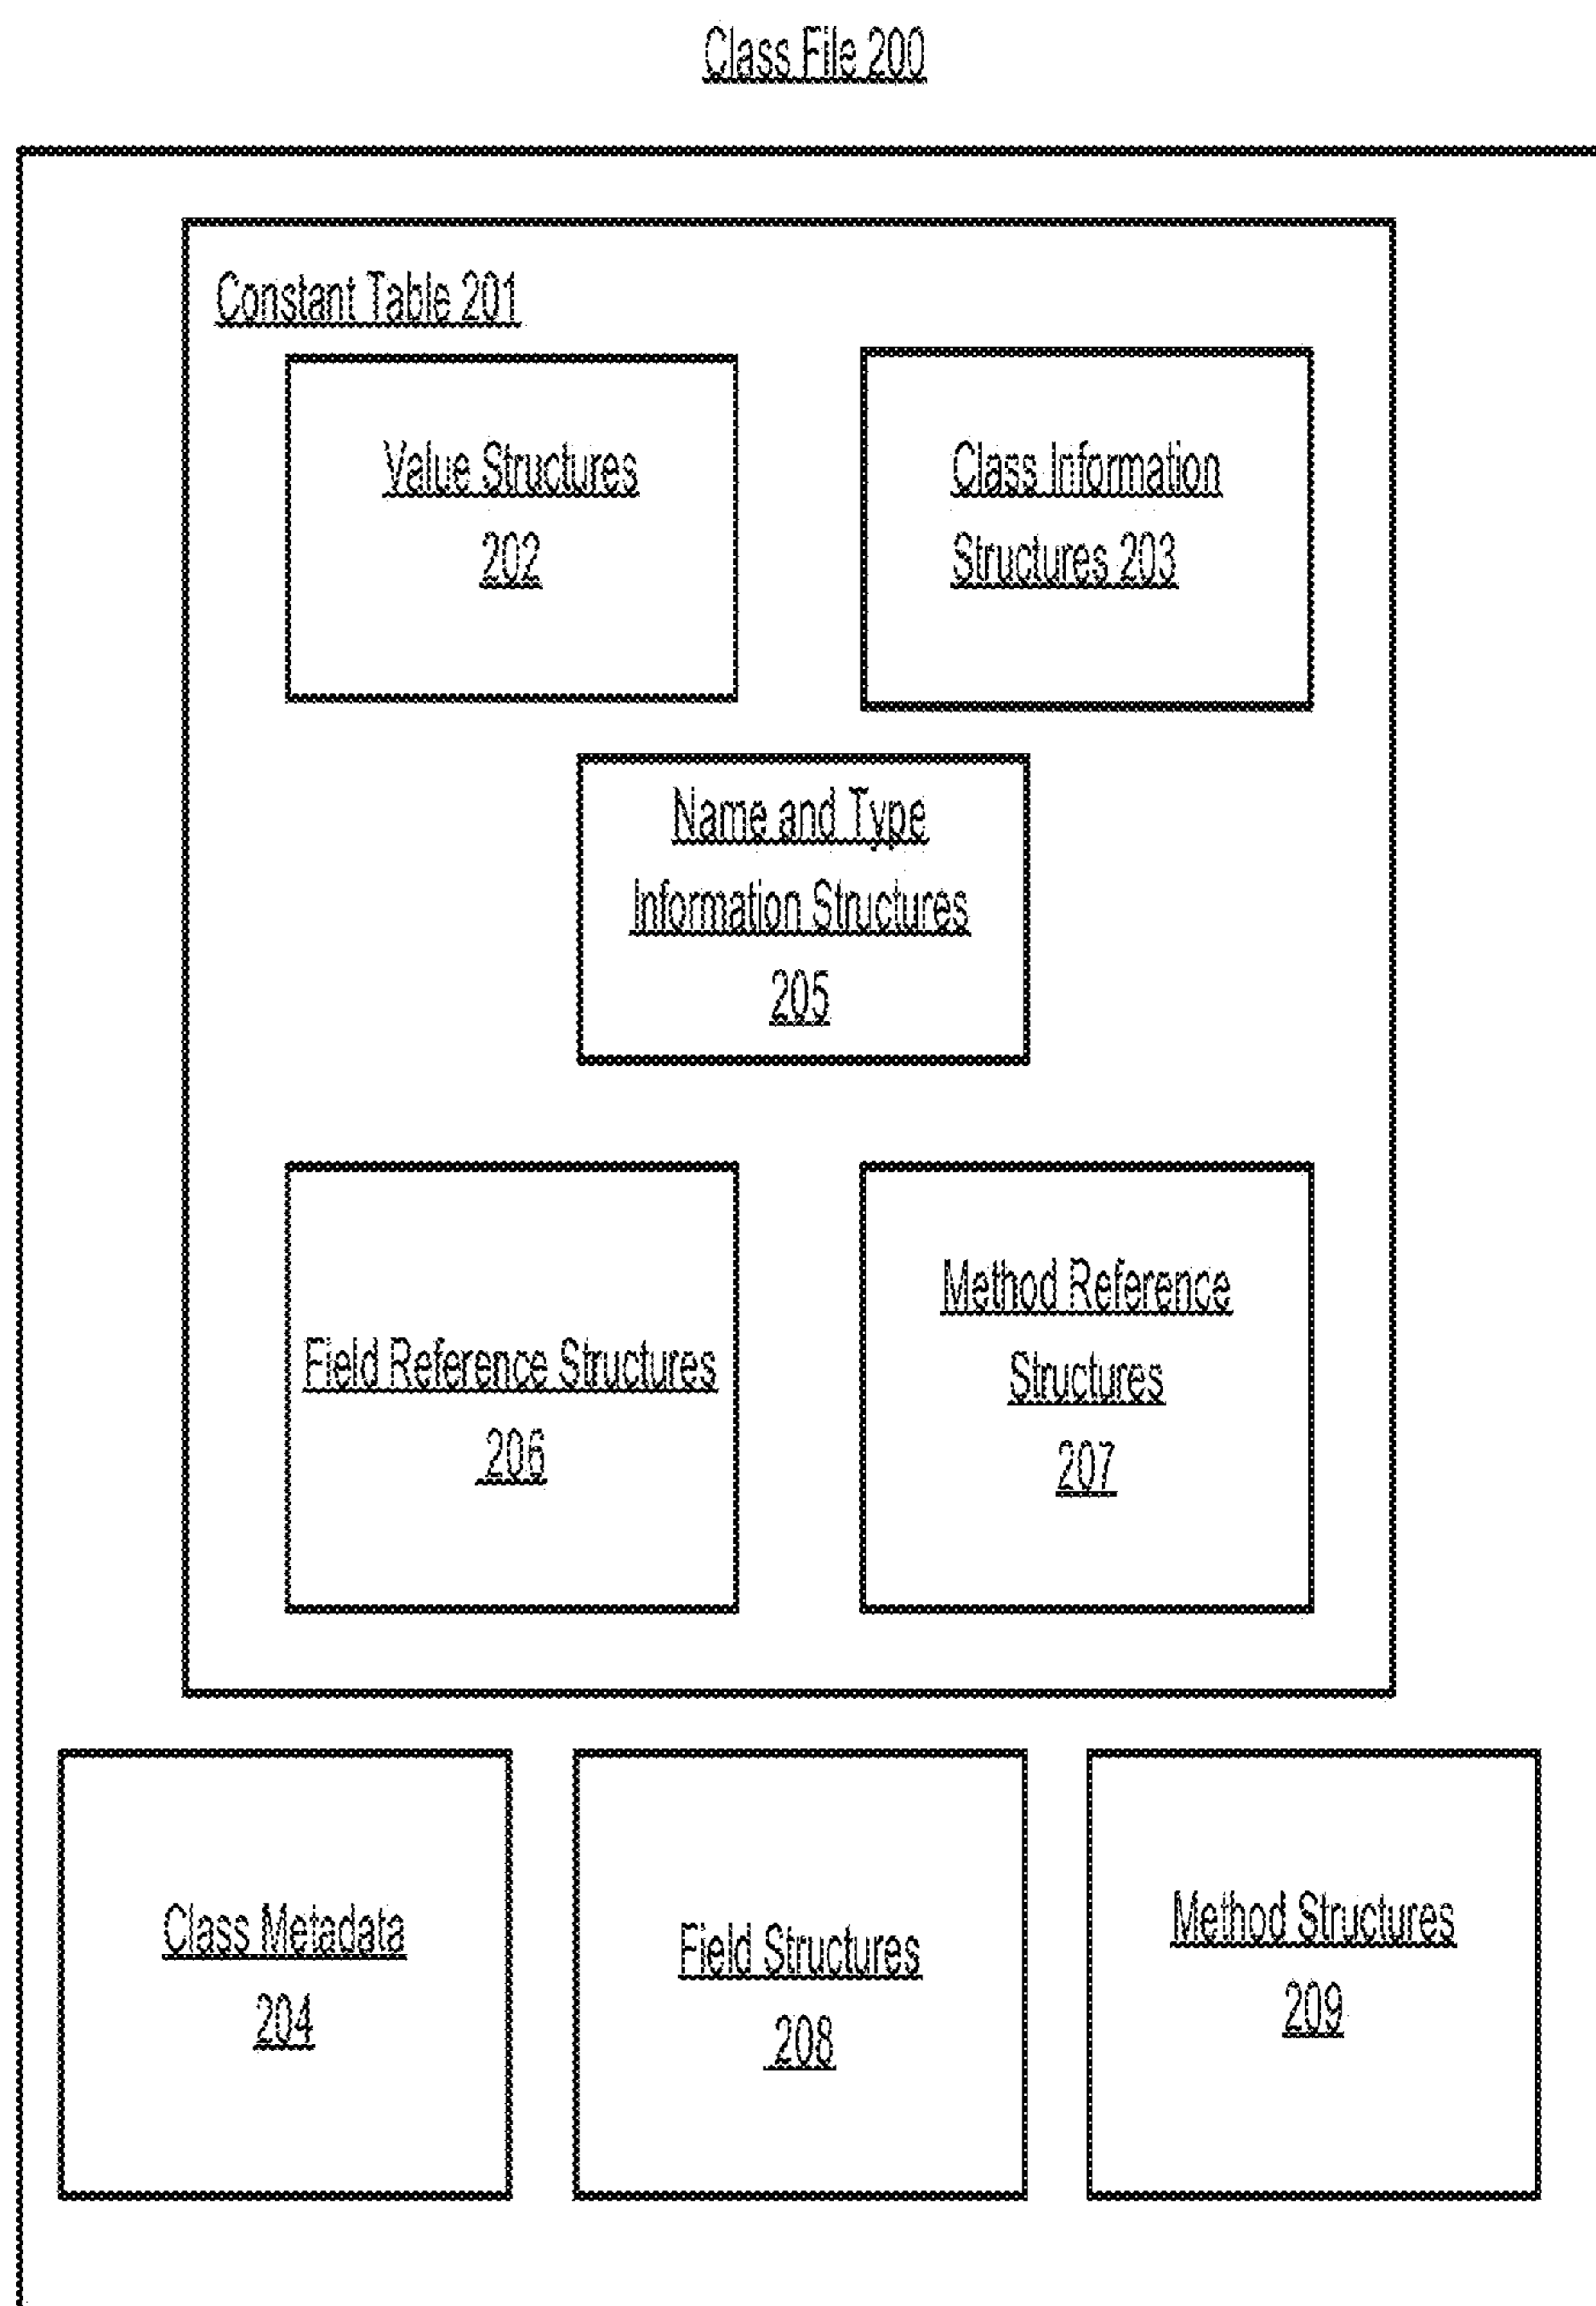 Class File 200
Constant Table 201
Value Structures
202
Class Information
Structures 203
Name and Type
Information Structures
205
Field Reference Structures
206
Method Reference
Structures
207
Class Metadata
204
Field Structures
208
Method Structures
209